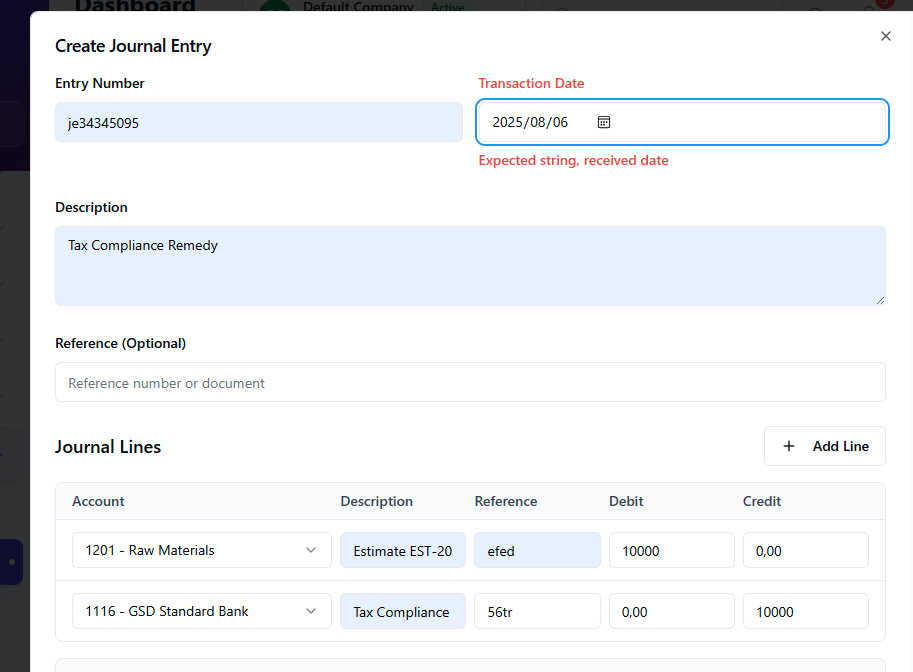 Dashboard
Default Company Active
Create Journal Entry
Entry Number
Transaction Date
je34345095
2025/08/06
Expected string, received date
Description
Tax Compliance Remedy
Reference (Optional)
Reference number or document
Journal Lines
Add Line
Account Description Reference Debit Credit
1201 - Raw Materials Estimate EST-20 efed 10000 0,00
1116 - GSD Standard Bank Tax Compliance 56tr 0,00 10000